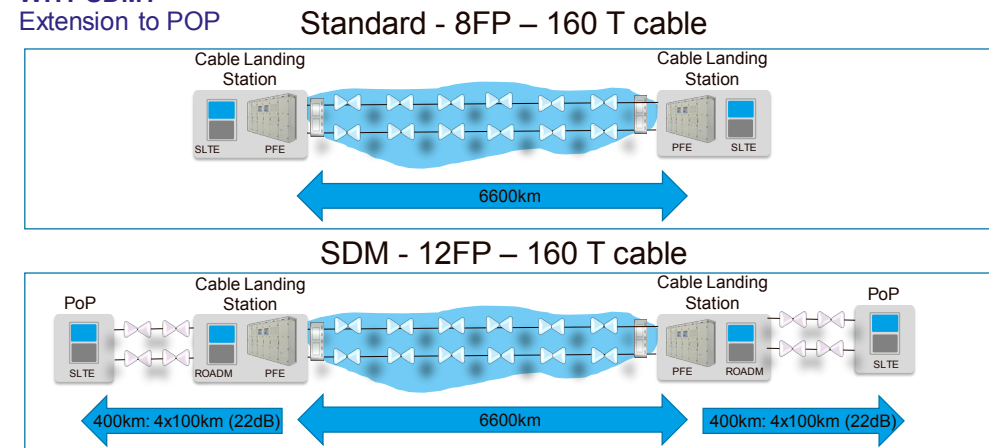 Extension to POP
Standard - 8FP – 160 T cable
Cable Landing
Station
Cable Landing
Station
SLTE
PFE
PFE
SLTE
6600km
SDM - 12FP – 160 T cable
PoP
Cable Landing
Station
Cable Landing
Station
PoP
SLTE
ROADM
PFE
PFE
ROADM
SLTE
400km: 4x100km (22dB)
6600km
400km: 4x100km (22dB)